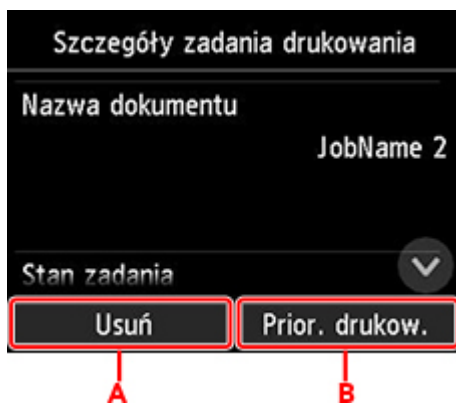 Szczegóły zadania drukowania
Nazwa dokumentu
JobName 2
Stan zadania
Usuń
Prior. drukow.
A
B